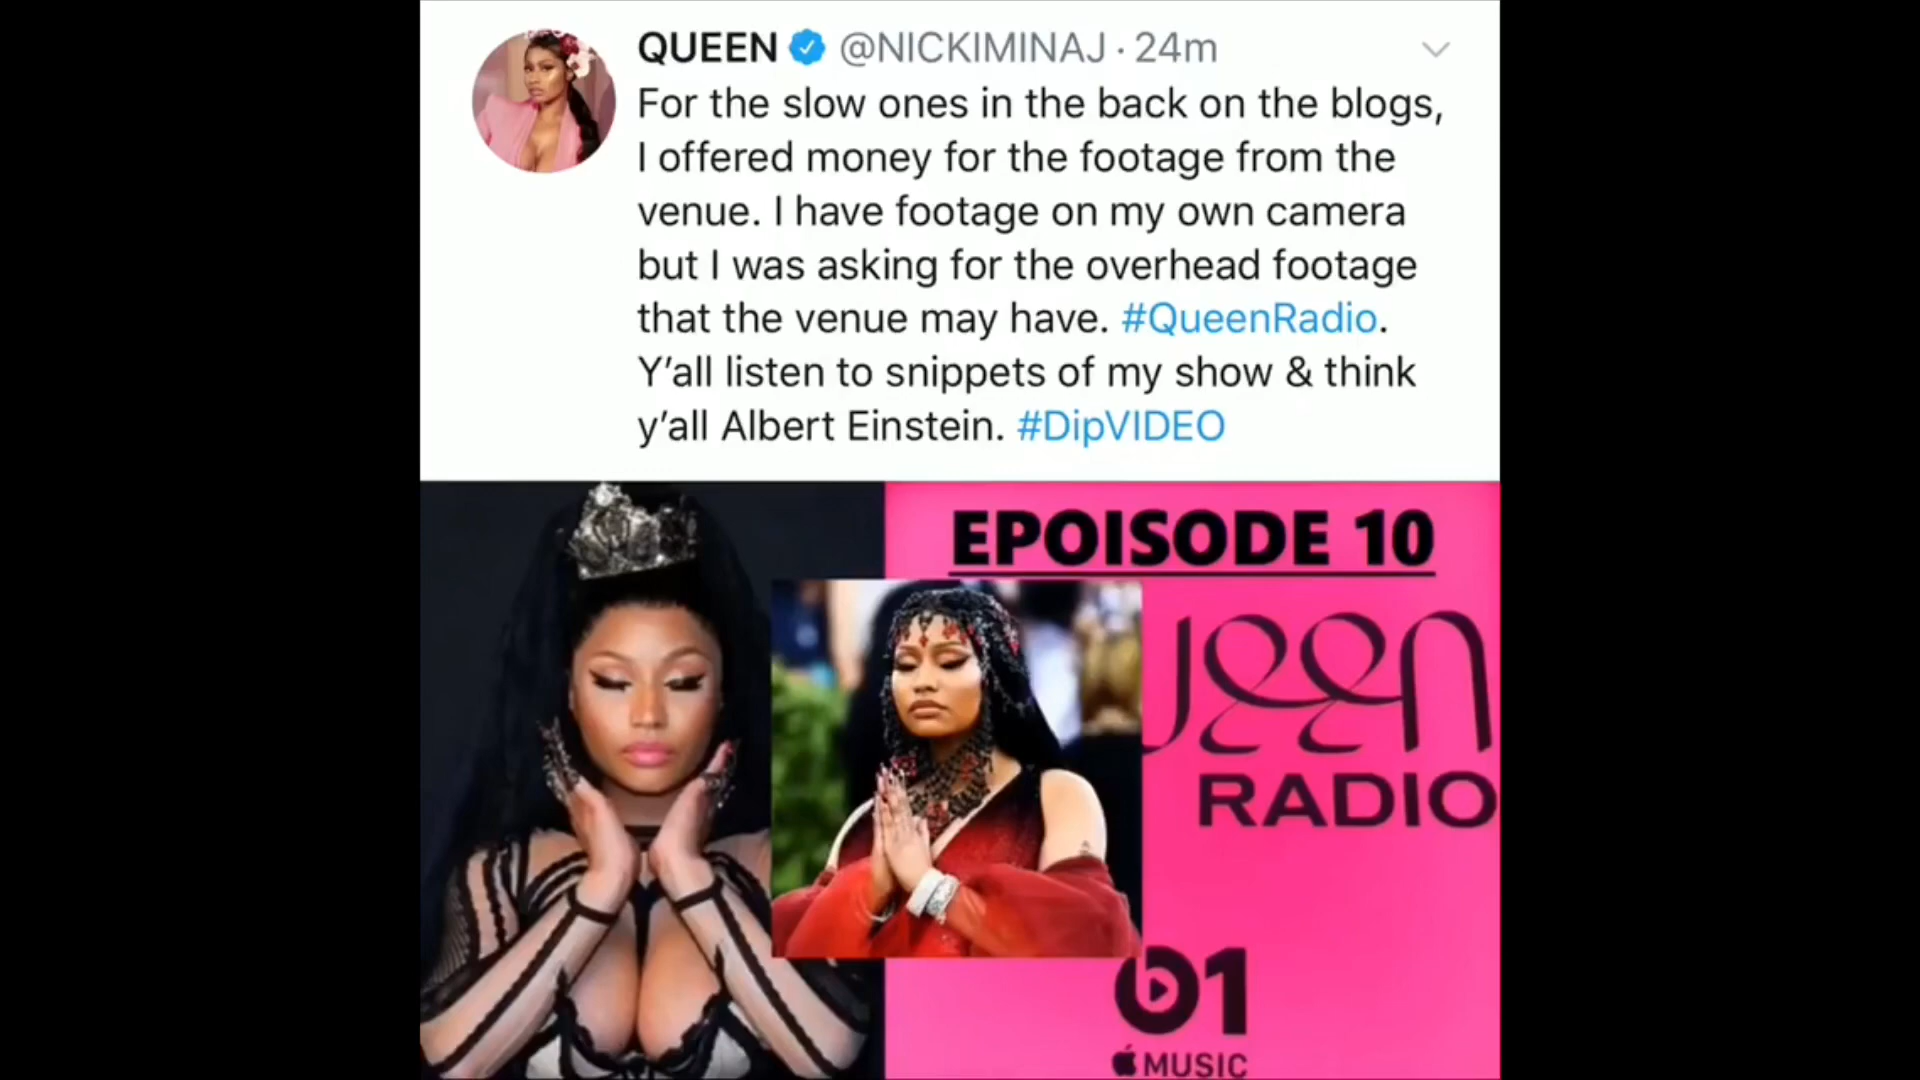 QUEEN @NICKIMINAJ · 24m
For the slow ones in the back on the blogs,
I offered money for the footage from the
venue. I have footage on my own camera
but I was asking for the overhead footage
that the venue may have. #QueenRadio.
Y’all listen to snippets of my show & think
y’all Albert Einstein. #DipVIDEO
EPOISODE 10
ueen
RADIO
1
MUSIC